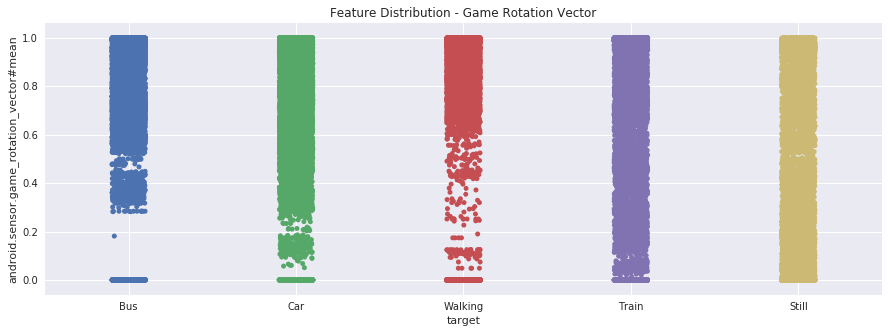 Feature Distribution - Game Rotation Vector
android.sensor.game_rotation_vector#mean
1.0
0.8
0.6
0.4
0.2
0.0
Bus Car Walking Train Still
target